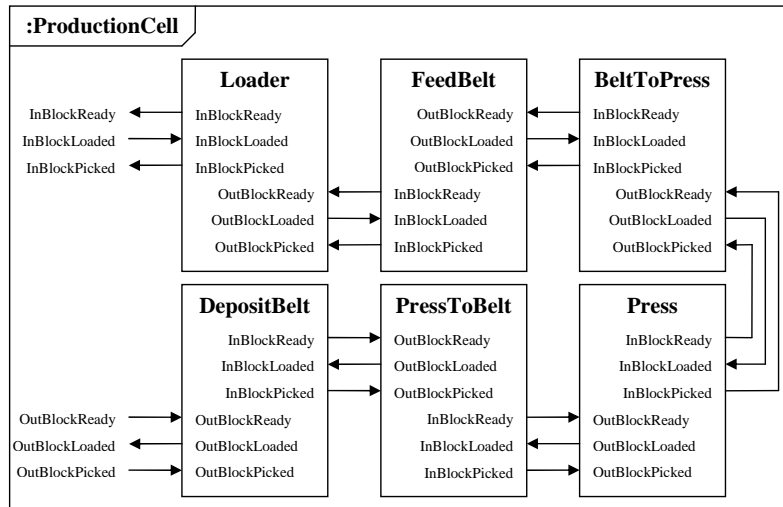 :ProductionCell
Loader
FeedBelt
BeltToPress
InBlockReady
InBlockReady
OutBlockReady
InBlockReady
InBlockLoaded
InBlockLoaded
OutBlockLoaded
InBlockLoaded
InBlockPicked
InBlockPicked
OutBlockPicked
InBlockPicked
OutBlockReady
InBlockReady
OutBlockReady
OutBlockLoaded
InBlockLoaded
OutBlockLoaded
OutBlockPicked
InBlockPicked
OutBlockPicked
DepositBelt
PressToBelt
Press
InBlockReady
OutBlockReady
InBlockReady
InBlockLoaded
OutBlockLoaded
InBlockLoaded
InBlockPicked
OutBlockPicked
InBlockPicked
OutBlockReady
OutBlockReady
InBlockReady
OutBlockReady
OutBlockLoaded
OutBlockLoaded
InBlockLoaded
OutBlockLoaded
OutBlockPicked
OutBlockPicked
InBlockPicked
OutBlockPicked